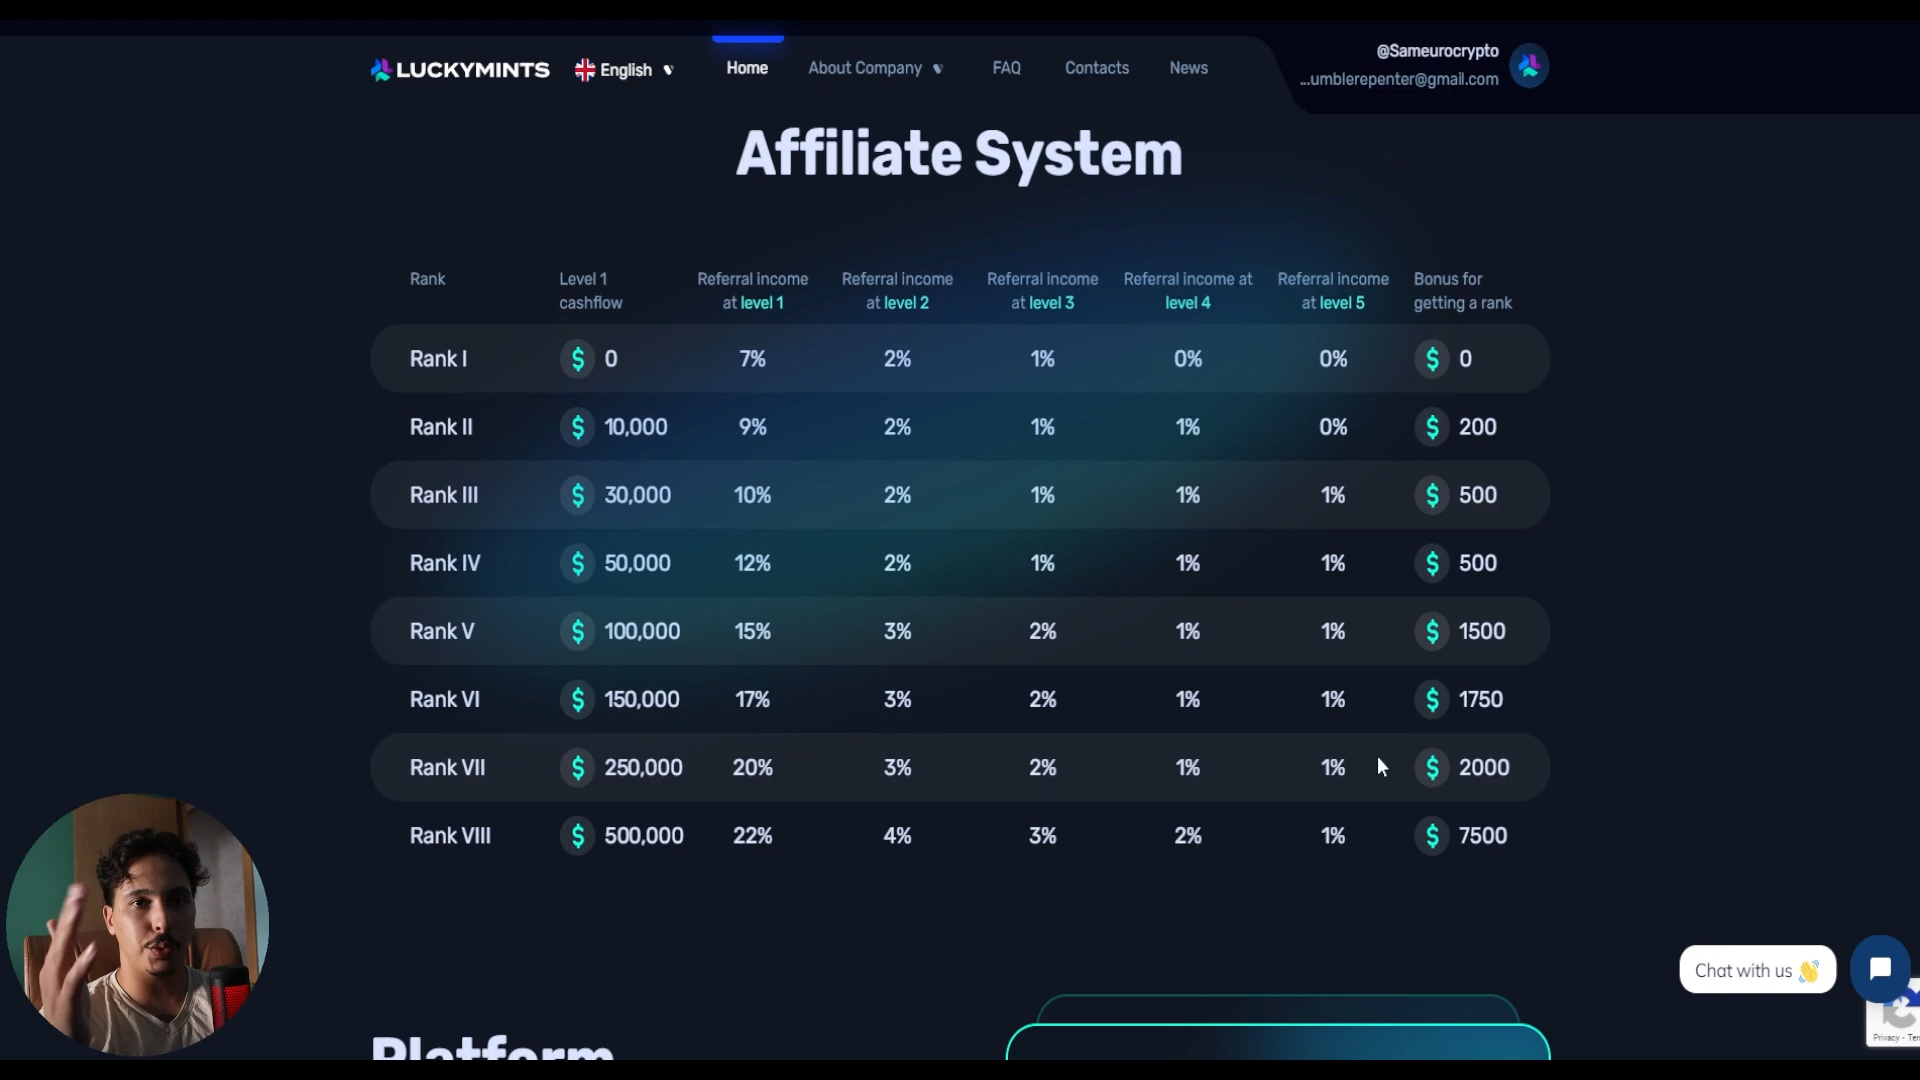 LUCKYMINTS English Home About Company FAQ Contacts News @Sameurocrypto
...umblerepenter@gmail.com
Affiliate System
Rank Level 1 cashflow Referral income at level 1 Referral income at level 2 Referral income at level 3 Referral income at level 4 Referral income at level 5 Bonus for getting a rank
Rank I $ 0 7% 2% 1% 0% 0% $ 0
Rank II $ 10,000 9% 2% 1% 1% 0% $ 200
Rank III $ 30,000 10% 2% 1% 1% 1% $ 500
Rank IV $ 50,000 12% 2% 1% 1% 1% $ 500
Rank V $ 100,000 15% 3% 2% 1% 1% $ 1500
Rank VI $ 150,000 17% 3% 2% 1% 1% $ 1750
Rank VII $ 250,000 20% 3% 2% 1% 1% $ 2000
Rank VIII $ 500,000 22% 4% 3% 2% 1% $ 7500
Chat with us 👋
Privacy - Ter
Platform